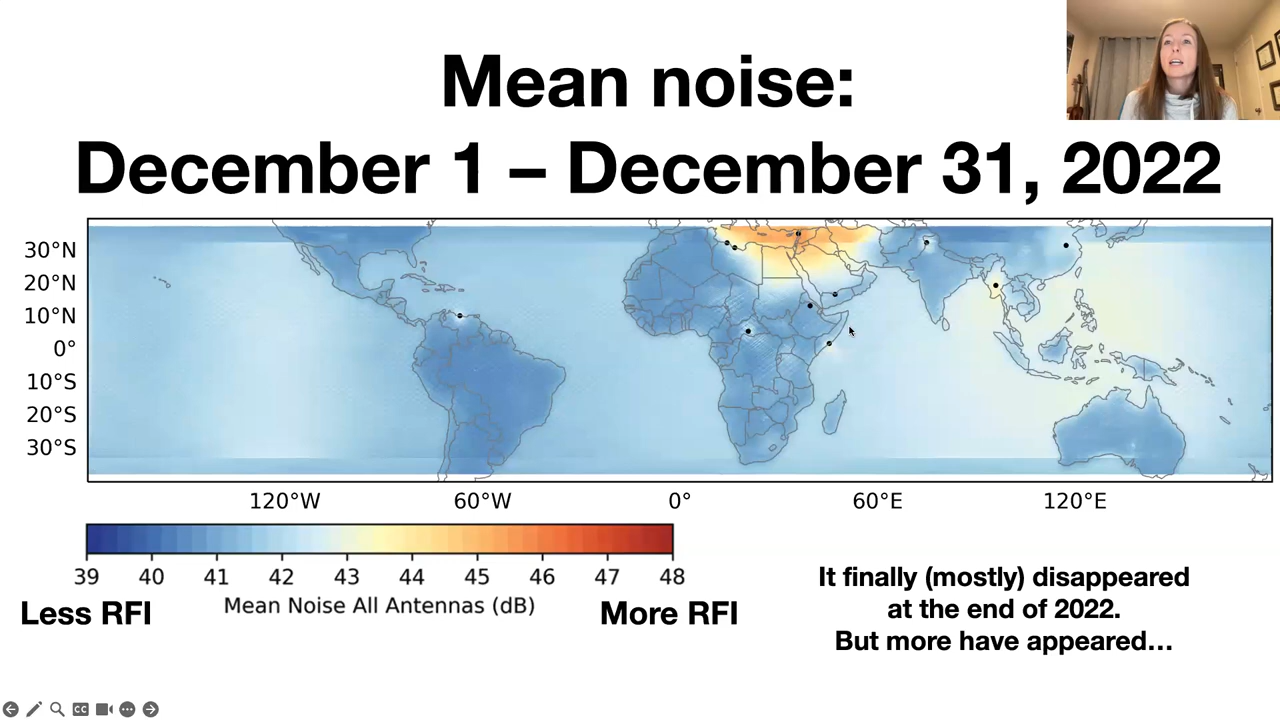 Mean noise:
December 1 – December 31, 2022
30°N
20°N
10°N
0°
10°S
20°S
30°S
120°W 60°W 0° 60°E 120°E
39 40 41 42 43 44 45 46 47 48
Less RFI Mean Noise All Antennas (dB) More RFI
It finally (mostly) disappeared
at the end of 2022.
But more have appeared…
CC